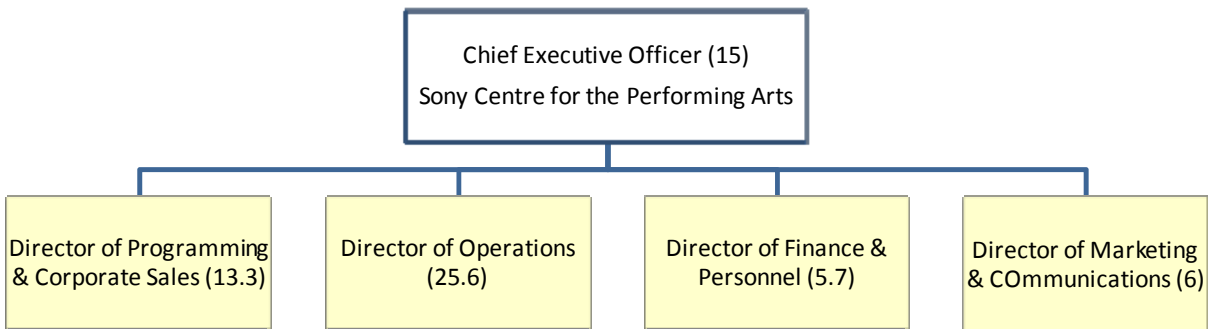 Chief Executive Officer (15)
Sony Centre for the Performing Arts
Director of Programming
& Corporate Sales (13.3)
Director of Operations
(25.6)
Director of Finance &
Personnel (5.7)
Director of Marketing
& COmmunications (6)